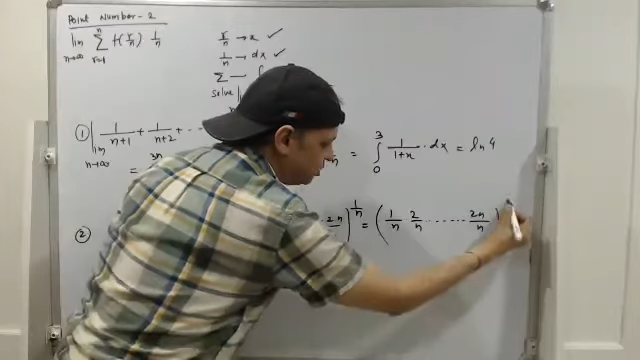 Point Number-2
lim n→∞ n Σ r=1 f(r/n) 1/n
r/n → x ✓
1/n → dx ✓
Σ → ∫
Solve
① lim n→∞ 1/(n+1) + 1/(n+2) + ...
= 3n
= ∫ 0 3 1/(1+x) · dx = ln 4
② 2n/n )^(1/n) = ( 1/n 2/n ....... 2n/n )